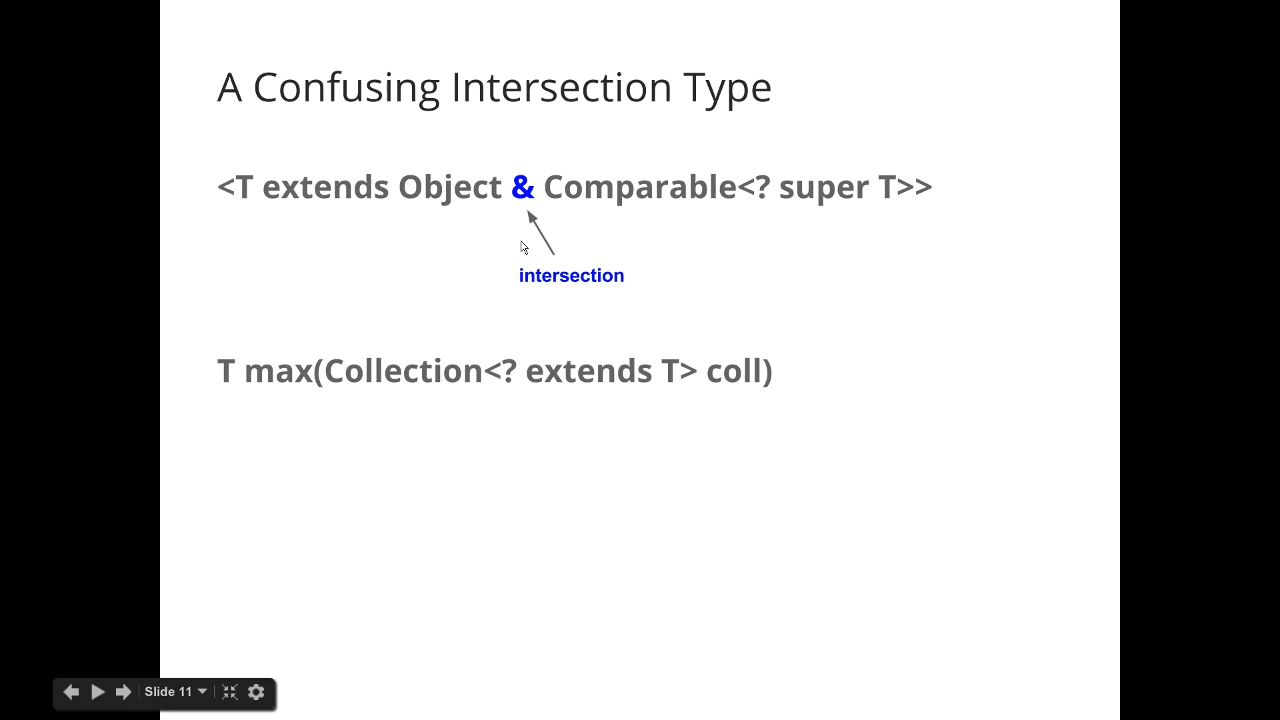 A Confusing Intersection Type
<T extends Object & Comparable<? super T>>
intersection
T max(Collection<? extends T> coll)
Slide 11